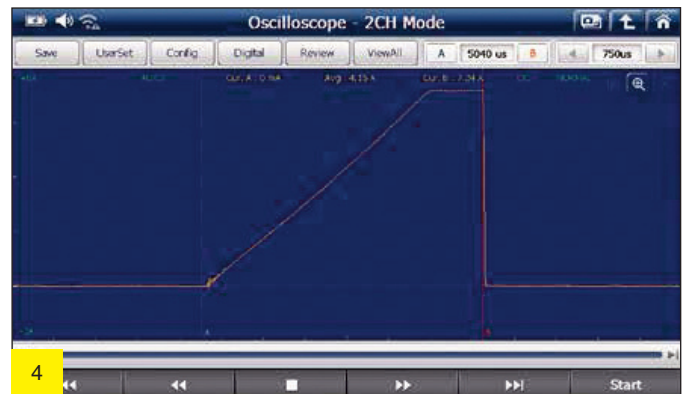 Oscilloscope - 2CH Mode
Save UserSet Config Digital Review ViewAll A 5040 us B 750us
Cur. A : 0 mA Avg : 4.15 A Cur. B : 7.34 A
A
4
Start